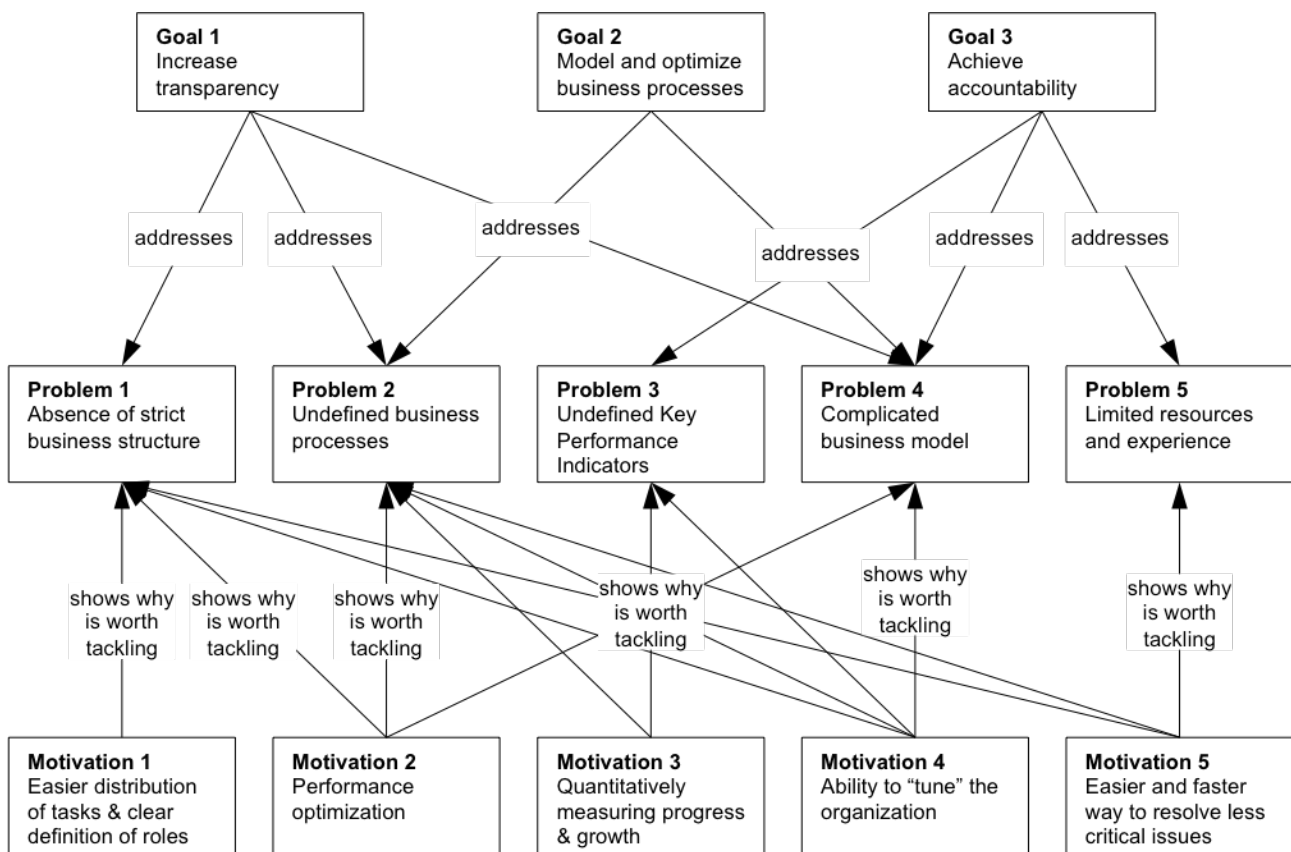 Goal 1
Increase
transparency
Goal 2
Model and optimize
business processes
Goal 3
Achieve
accountability
addresses
addresses
addresses
addresses
addresses
addresses
Problem 1
Absence of strict
business structure
Problem 2
Undefined business
processes
Problem 3
Undefined Key
Performance
Indicators
Problem 4
Complicated
business model
Problem 5
Limited resources
and experience
shows why
is worth
tackling
shows why
is worth
tackling
shows why
is worth
tackling
shows why
is worth
tackling
shows why
is worth
tackling
shows why
is worth
tackling
Motivation 1
Easier distribution
of tasks & clear
definition of roles
Motivation 2
Performance
optimization
Motivation 3
Quantitatively
measuring progress
& growth
Motivation 4
Ability to “tune” the
organization
Motivation 5
Easier and faster
way to resolve less
critical issues